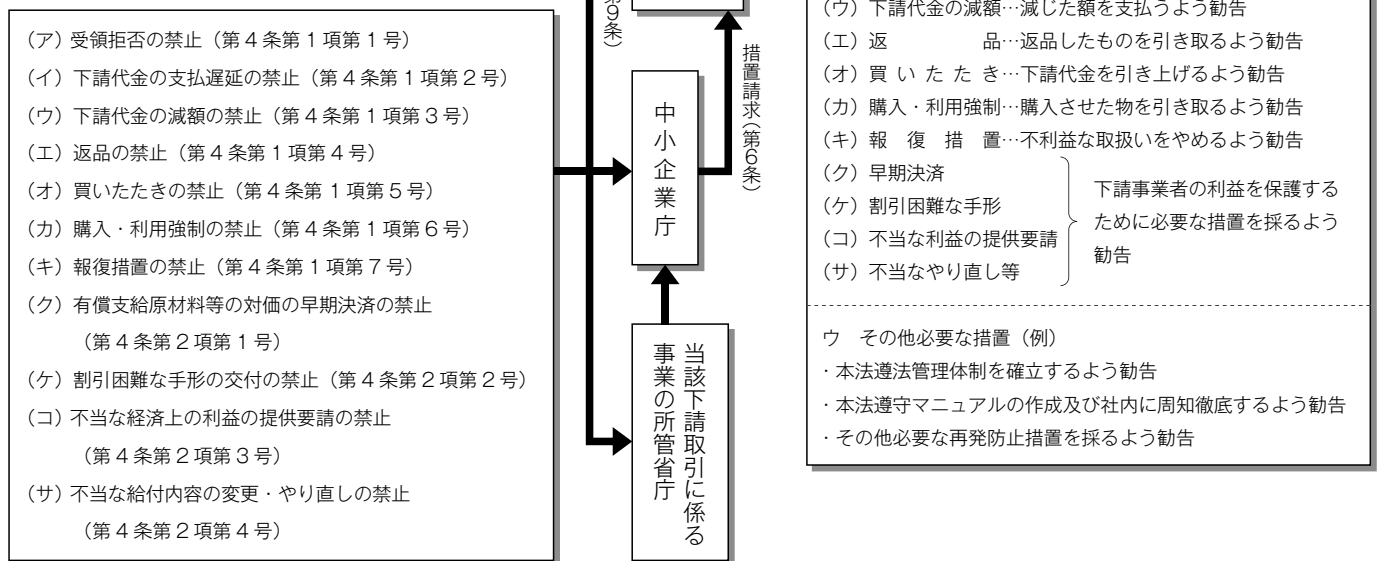 (ア) 受領拒否の禁止（第４条第１項第１号）
(イ) 下請代金の支払遅延の禁止（第４条第１項第２号）
(ウ) 下請代金の減額の禁止（第４条第１項第３号）
(エ) 返品の禁止（第４条第１項第４号）
(オ) 買いたたきの禁止（第４条第１項第５号）
(カ) 購入・利用強制の禁止（第４条第１項第６号）
(キ) 報復措置の禁止（第４条第１項第７号）
(ク) 有償支給原材料等の対価の早期決済の禁止
（第４条第２項第１号）
(ケ) 割引困難な手形の交付の禁止（第４条第２項第２号）
(コ) 不当な経済上の利益の提供要請の禁止
（第４条第２項第３号）
(サ) 不当な給付内容の変更・やり直しの禁止
（第４条第２項第４号）
9条）
措置請求（第６条）
中小企業庁
当該下請取引に係る
事業の所管省庁
(ウ) 下請代金の減額…減じた額を支払うよう勧告
(エ) 返　　　品…返品したものを引き取るよう勧告
(オ) 買いたたき…下請代金を引き上げるよう勧告
(カ) 購入・利用強制…購入させた物を引き取るよう勧告
(キ) 報 復 措 置…不利益な取扱いをやめるよう勧告
(ク) 早期決済
(ケ) 割引困難な手形
(コ) 不当な利益の提供要請
(サ) 不当なやり直し等
下請事業者の利益を保護する
ために必要な措置を採るよう
勧告
ウ　その他必要な措置（例）
・本法遵法管理体制を確立するよう勧告
・本法遵守マニュアルの作成及び社内に周知徹底するよう勧告
・その他必要な再発防止措置を採るよう勧告